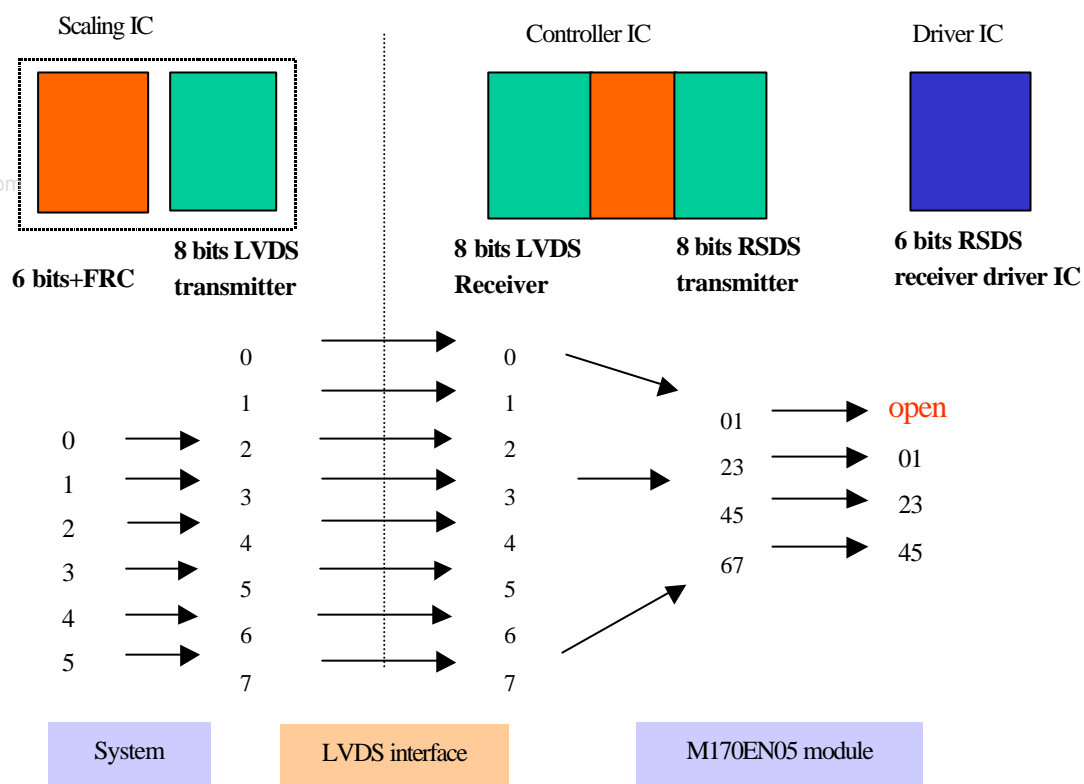 Scaling IC
Controller IC
Driver IC
om
6 bits+FRC
8 bits LVDS
transmitter
8 bits LVDS
Receiver
8 bits RSDS
transmitter
6 bits RSDS
receiver driver IC
0
1
2
3
4
5
0
1
2
3
4
5
6
7
0
1
2
3
4
5
6
7
01
23
45
67
open
01
23
45
System
LVDS interface
M170EN05 module